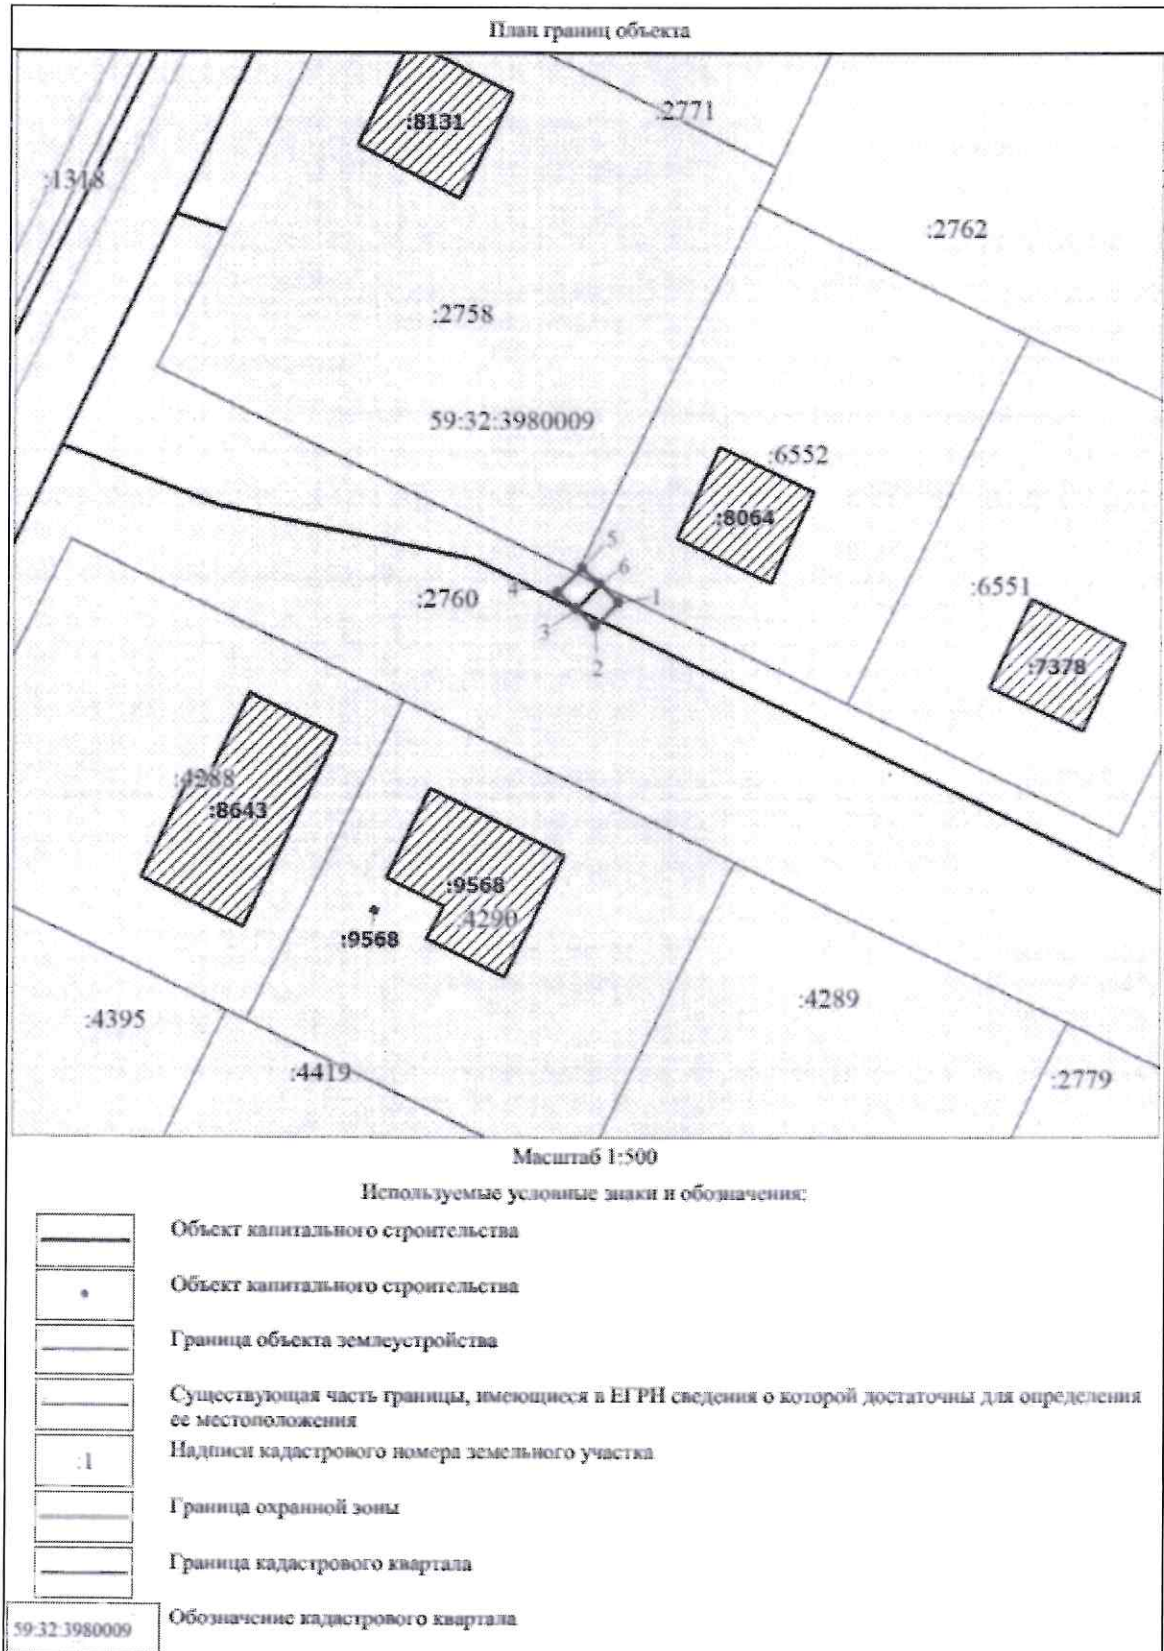 План границ объекта
:8131
:2771
:1318
:2762
:2758
59:32:3980009
:6552
:8064
5
6
:6551
4
:2760
1
3
2
:7378
:4288
:8643
:9568
:4290
:9568
:4289
:4395
:4419
:2779
Масштаб 1:500
Используемые условные знаки и обозначения:
Объект капитального строительства
Объект капитального строительства
Граница объекта землеустройства
Существующая часть границы, имеющиеся в ЕГРН сведения о которой достаточны для определения
ее местоположения
:1
Надписи кадастрового номера земельного участка
Граница охранной зоны
Граница кадастрового квартала
59:32:3980009
Обозначение кадастрового квартала